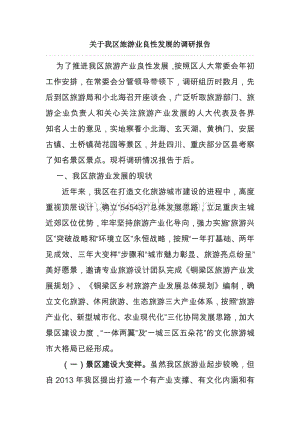 关于我区旅游业良性发展的调研报告
为了推进我区旅游产业良性发展，按照区人大常委会年初
工作安排，在常委会分管领导带领下，调研组历时数月，先
后到区旅游局和小北海召开座谈会，广泛听取旅游部门、旅
游企业负责人和关心关注旅游产业发展的人大代表及各界
知名人士的意见，实地察看小北海、玄天湖、黄桷门、安居
古镇、土桥镇荷花园等景区，并赴四川、重庆部分区县考察
了知名景区景点。现将调研情况报告于后。
一、我区旅游业发展的现状
近年来，我区在打造文化旅游城市建设的进程中，高度
重视顶层设计，确立“645437”总体发展思路，立足重庆主城
近郊区位优势，牢牢坚持旅游产业化导向，强力实施“旅游兴
区”突破战略和“环境立区”永恒战略，按照“一年打基础、两年
见成效、三年大变样”步骤和“城市魅力彰显、旅游亮点纷呈”
美好愿景，邀请专业旅游设计团队完成《铜梁区旅游产业发
展规划》、《铜梁区乡村旅游产业发展总体规划》编制，确
立文化旅游、休闲旅游、生态旅游三大产业体系，按照“旅游
产业化、新型城市化、农业现代化”三化协同发展思路，加大
景区建设力度，“一体两翼”及“一城三区五朵花”的文化旅游城
市大格局已经形成。
（一）景区建设大变样。虽然我区旅游业起步较晚，但
自 2013 年我区提出打造一个有产业支撑、有文化内涵和有